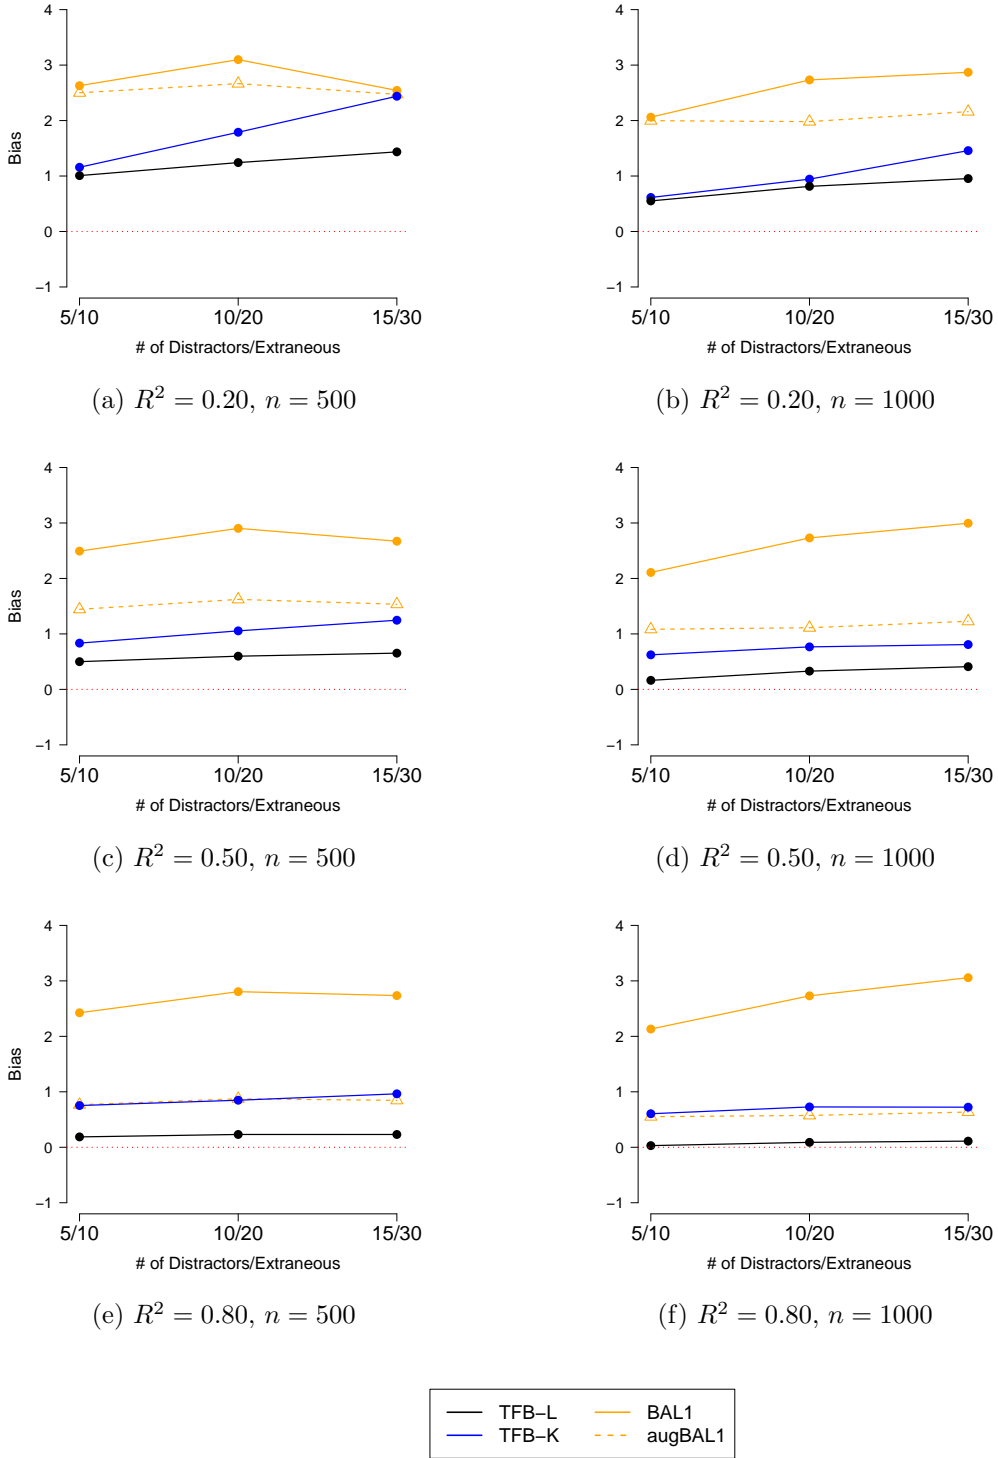 4
3
2
1
0
−1
Bias
5/10 10/20 15/30
# of Distractors/Extraneous
(a) R² = 0.20, n = 500
4
3
2
1
0
−1
5/10 10/20 15/30
# of Distractors/Extraneous
(b) R² = 0.20, n = 1000
4
3
2
1
0
−1
Bias
5/10 10/20 15/30
# of Distractors/Extraneous
(c) R² = 0.50, n = 500
4
3
2
1
0
−1
5/10 10/20 15/30
# of Distractors/Extraneous
(d) R² = 0.50, n = 1000
4
3
2
1
0
−1
Bias
5/10 10/20 15/30
# of Distractors/Extraneous
(e) R² = 0.80, n = 500
4
3
2
1
0
−1
5/10 10/20 15/30
# of Distractors/Extraneous
(f) R² = 0.80, n = 1000
TFB−L BAL1
TFB−K augBAL1